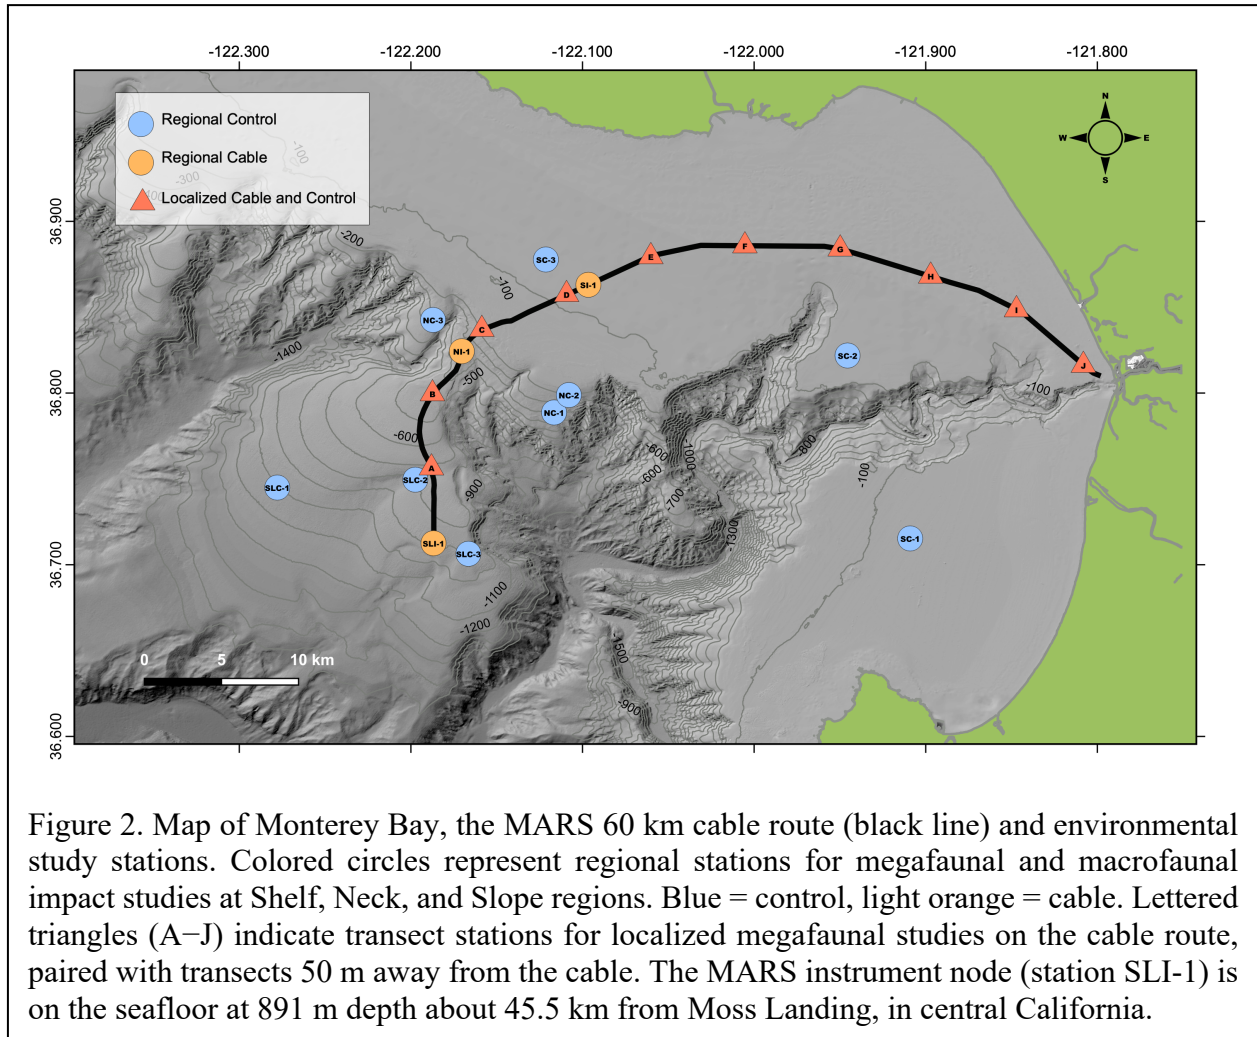 -122.300 -122.200 -122.100 -122.000 -121.900 -121.800
Regional Control
Regional Cable
Localized Cable and Control
N
W E
S
-100
-300
-200
36.900
SC-3
E
F
G
SI-1
H
D
-100
I
NC-3
C
-1400
NI-1
SC-2
J
-500
-100
36.800
B
NC-2
NC-1
-600
-600
-1000
-800
A
-600
-100
SLC-2
SLC-1
-900
-700
-1300
SC-1
SLI-1
SLC-3
36.700
-1100
-1200
-1500
0 5 10 km
-900
36.600
Figure 2. Map of Monterey Bay, the MARS 60 km cable route (black line) and environmental
study stations. Colored circles represent regional stations for megafaunal and macrofaunal
impact studies at Shelf, Neck, and Slope regions. Blue = control, light orange = cable. Lettered
triangles (A−J) indicate transect stations for localized megafaunal studies on the cable route,
paired with transects 50 m away from the cable. The MARS instrument node (station SLI-1) is
on the seafloor at 891 m depth about 45.5 km from Moss Landing, in central California.